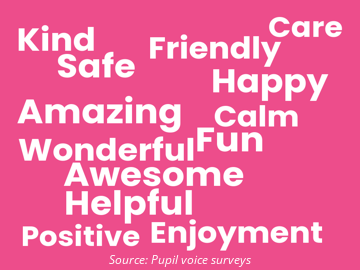 Care
Kind
Friendly
Safe
Happy
Amazing
Calm
Fun
Wonderful
Awesome
Helpful
Positive
Enjoyment
Source: Pupil voice surveys